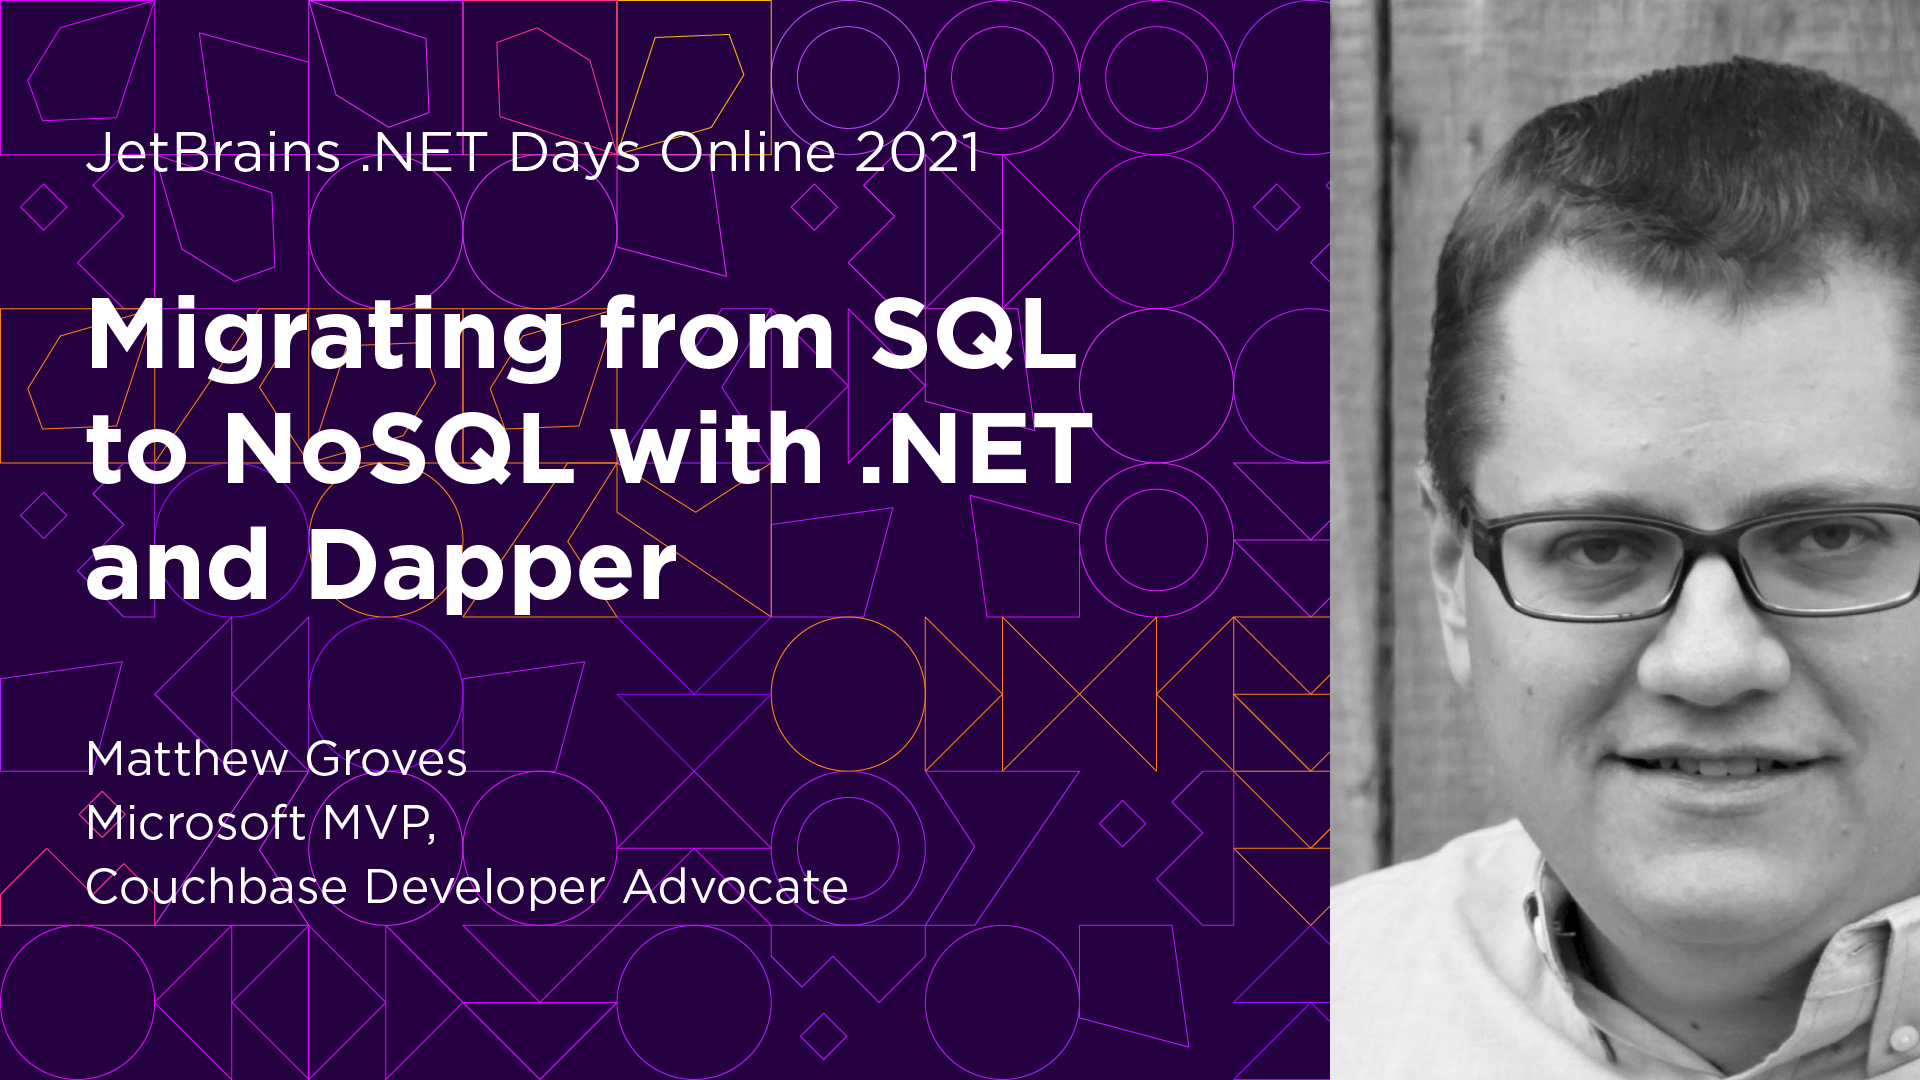 JetBrains .NET Days Online 2021
Migrating from SQL
to NoSQL with .NET
and Dapper
Matthew Groves
Microsoft MVP,
Couchbase Developer Advocate